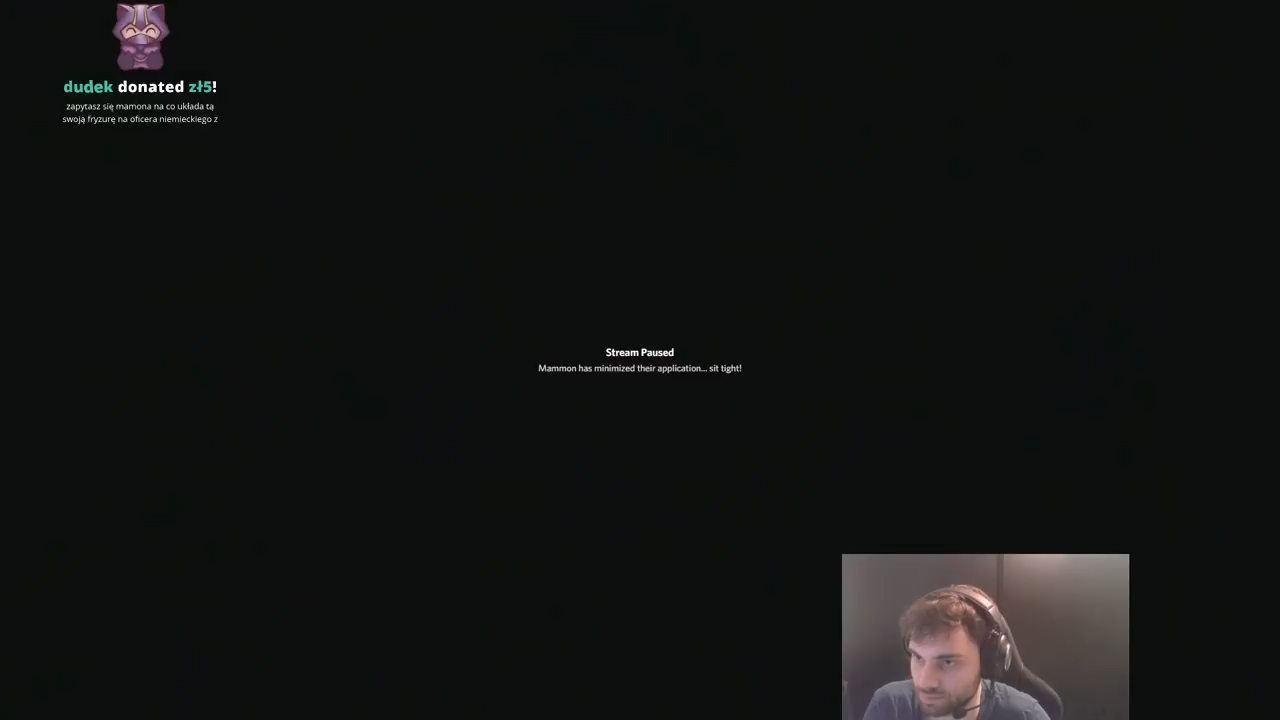 dudek donated zł5!
zapytasz się mamona na co układa tą
swoją fryzurę na oficera niemieckiego z
Stream Paused
Mammon has minimized their application... sit tight!